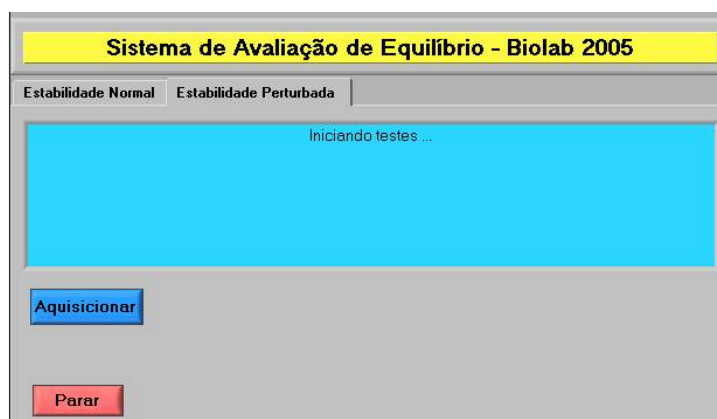 Sistema de Avaliação de Equilíbrio - Biolab 2005
Estabilidade Normal Estabilidade Perturbada
Iniciando testes ...
Aquisicionar
Parar